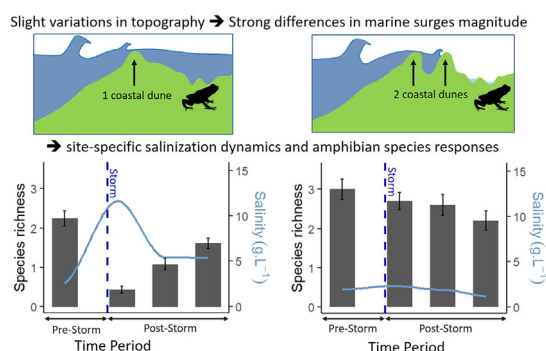 Slight variations in topography ➔ Strong differences in marine surges magnitude
1 coastal dune
2 coastal dunes
➔ site-specific salinization dynamics and amphibian species responses
Species richness
3
2
1
0
Storm
15
10
5
0
Salinity (g.L⁻¹)
Pre-Storm
Post-Storm
Time Period
Species richness
3
2
1
0
Storm
15
10
5
0
Salinity (g.L⁻¹)
Pre-Storm
Post-Storm
Time Period